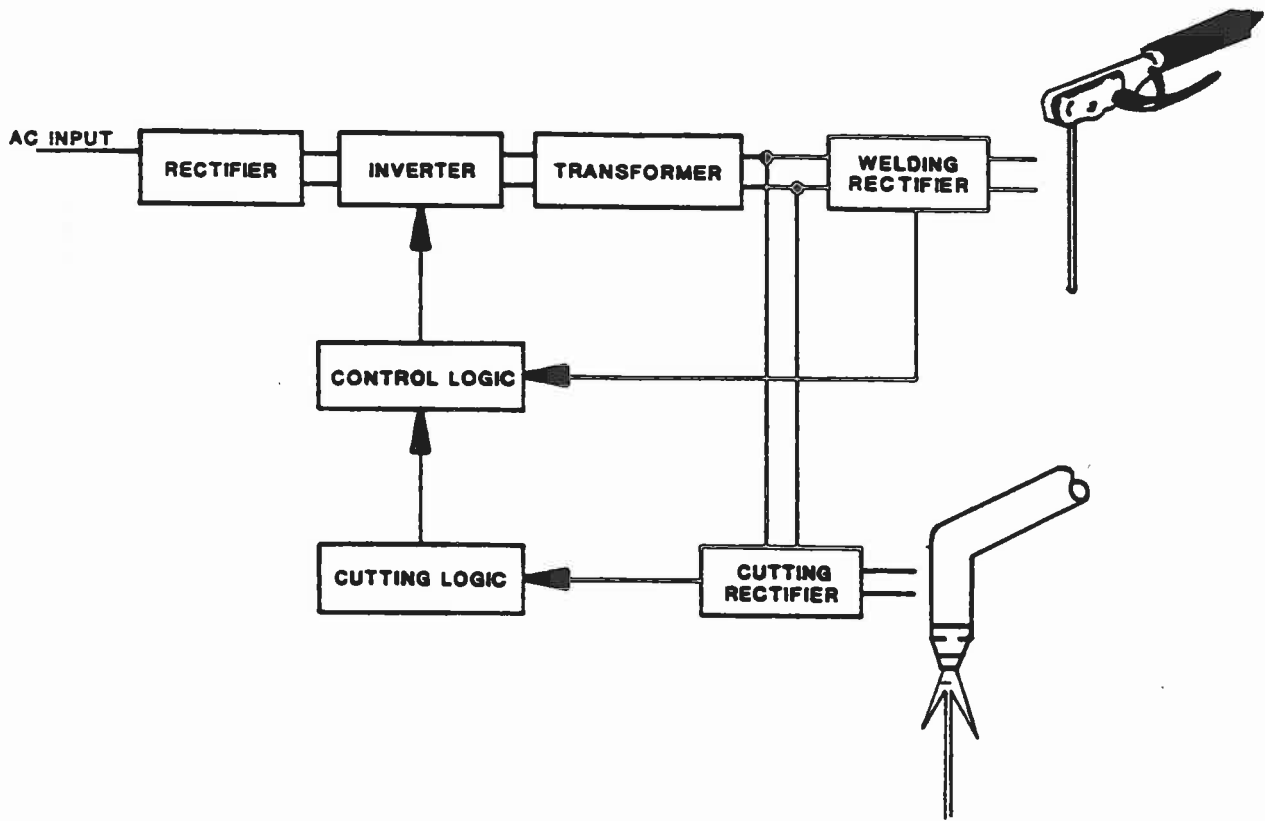 AC INPUT
RECTIFIER
INVERTER
TRANSFORMER
WELDING
RECTIFIER
CONTROL LOGIC
CUTTING LOGIC
CUTTING
RECTIFIER